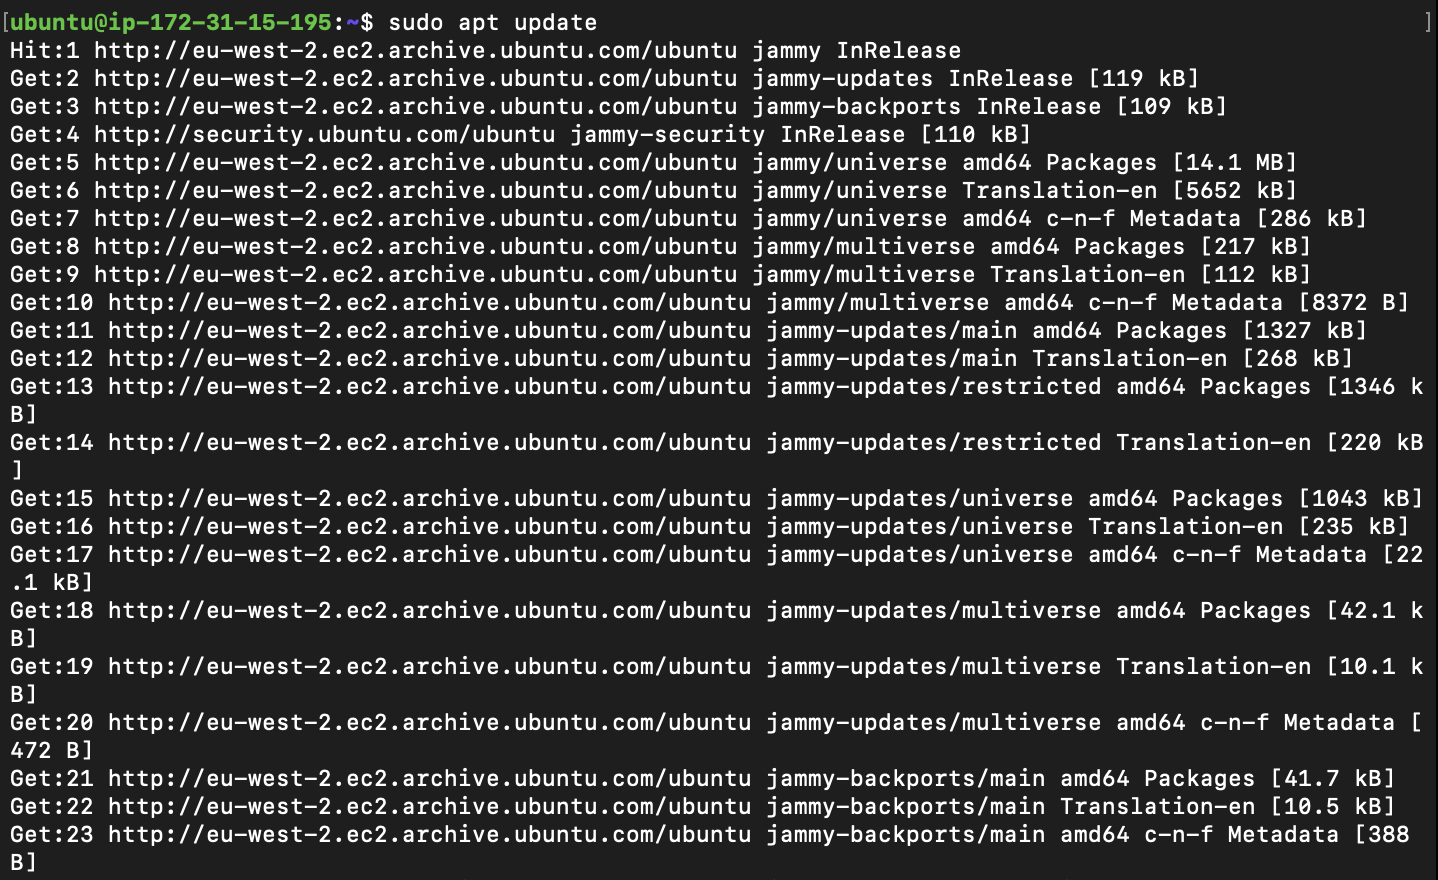 [ubuntu@ip-172-31-15-195:~$ sudo apt update ]
Hit:1 http://eu-west-2.ec2.archive.ubuntu.com/ubuntu jammy InRelease
Get:2 http://eu-west-2.ec2.archive.ubuntu.com/ubuntu jammy-updates InRelease [119 kB]
Get:3 http://eu-west-2.ec2.archive.ubuntu.com/ubuntu jammy-backports InRelease [109 kB]
Get:4 http://security.ubuntu.com/ubuntu jammy-security InRelease [110 kB]
Get:5 http://eu-west-2.ec2.archive.ubuntu.com/ubuntu jammy/universe amd64 Packages [14.1 MB]
Get:6 http://eu-west-2.ec2.archive.ubuntu.com/ubuntu jammy/universe Translation-en [5652 kB]
Get:7 http://eu-west-2.ec2.archive.ubuntu.com/ubuntu jammy/universe amd64 c-n-f Metadata [286 kB]
Get:8 http://eu-west-2.ec2.archive.ubuntu.com/ubuntu jammy/multiverse amd64 Packages [217 kB]
Get:9 http://eu-west-2.ec2.archive.ubuntu.com/ubuntu jammy/multiverse Translation-en [112 kB]
Get:10 http://eu-west-2.ec2.archive.ubuntu.com/ubuntu jammy/multiverse amd64 c-n-f Metadata [8372 B]
Get:11 http://eu-west-2.ec2.archive.ubuntu.com/ubuntu jammy-updates/main amd64 Packages [1327 kB]
Get:12 http://eu-west-2.ec2.archive.ubuntu.com/ubuntu jammy-updates/main Translation-en [268 kB]
Get:13 http://eu-west-2.ec2.archive.ubuntu.com/ubuntu jammy-updates/restricted amd64 Packages [1346 k
B]
Get:14 http://eu-west-2.ec2.archive.ubuntu.com/ubuntu jammy-updates/restricted Translation-en [220 kB
]
Get:15 http://eu-west-2.ec2.archive.ubuntu.com/ubuntu jammy-updates/universe amd64 Packages [1043 kB]
Get:16 http://eu-west-2.ec2.archive.ubuntu.com/ubuntu jammy-updates/universe Translation-en [235 kB]
Get:17 http://eu-west-2.ec2.archive.ubuntu.com/ubuntu jammy-updates/universe amd64 c-n-f Metadata [22
.1 kB]
Get:18 http://eu-west-2.ec2.archive.ubuntu.com/ubuntu jammy-updates/multiverse amd64 Packages [42.1 k
B]
Get:19 http://eu-west-2.ec2.archive.ubuntu.com/ubuntu jammy-updates/multiverse Translation-en [10.1 k
B]
Get:20 http://eu-west-2.ec2.archive.ubuntu.com/ubuntu jammy-updates/multiverse amd64 c-n-f Metadata [
472 B]
Get:21 http://eu-west-2.ec2.archive.ubuntu.com/ubuntu jammy-backports/main amd64 Packages [41.7 kB]
Get:22 http://eu-west-2.ec2.archive.ubuntu.com/ubuntu jammy-backports/main Translation-en [10.5 kB]
Get:23 http://eu-west-2.ec2.archive.ubuntu.com/ubuntu jammy-backports/main amd64 c-n-f Metadata [388
B]